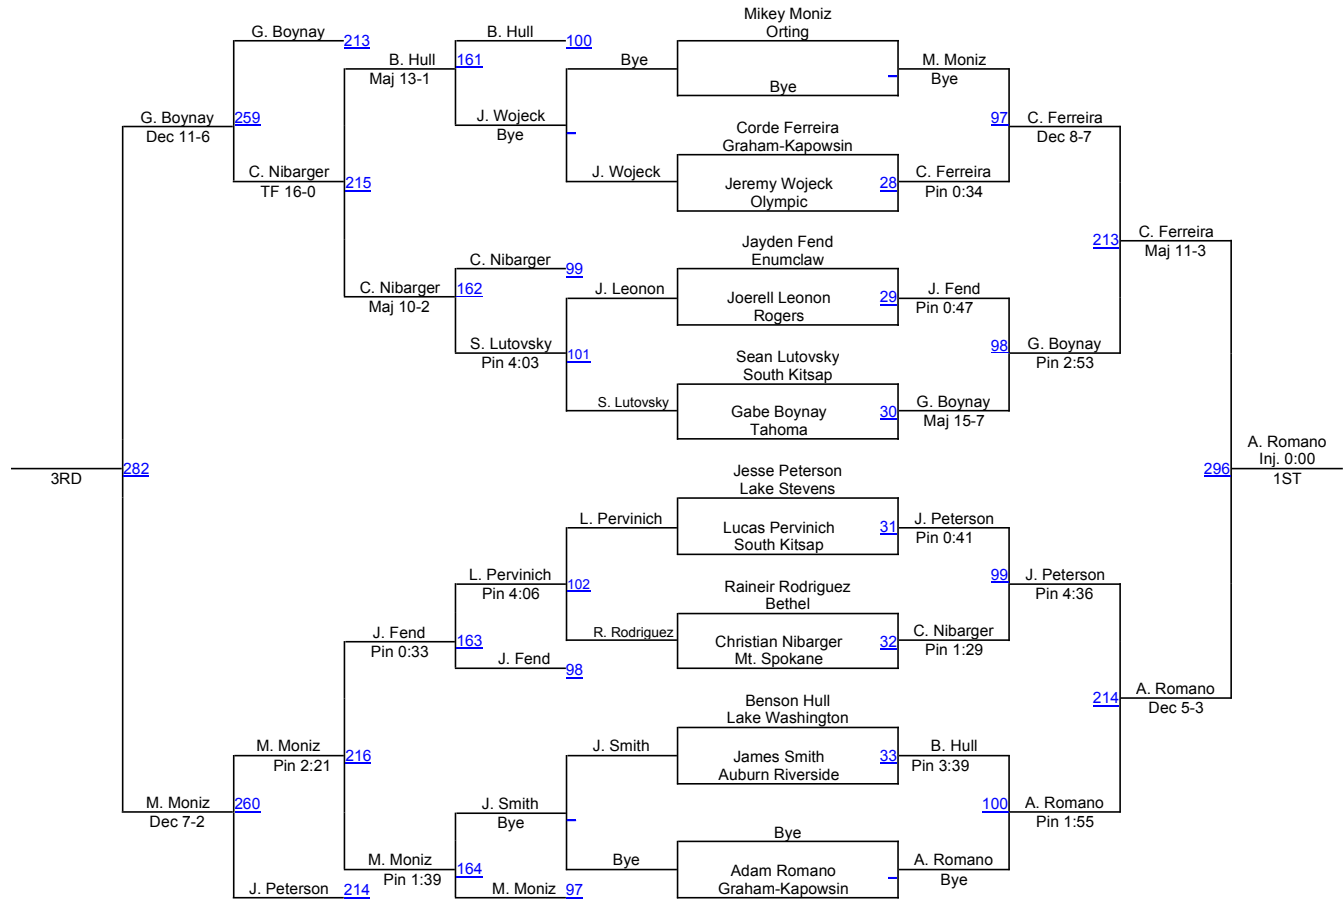 Mikey Moniz
Orting
G. Boynay
213
B. Hull
100
B. Hull
Maj 13-1
161
Bye
M. Moniz
Bye
Bye
J. Wojeck
Bye
G. Boynay
Dec 11-6
259
97
C. Ferreira
Dec 8-7
Corde Ferreira
Graham-Kapowsin
C. Nibarger
TF 16-0
215
J. Wojeck
Jeremy Wojeck
Olympic
28
C. Ferreira
Pin 0:34
Jayden Fend
Enumclaw
213
C. Ferreira
Maj 11-3
C. Nibarger
99
C. Nibarger
Maj 10-2
162
J. Leonon
Joerell Leonon
Rogers
29
J. Fend
Pin 0:47
S. Lutovsky
Pin 4:03
101
Sean Lutovsky
South Kitsap
98
G. Boynay
Pin 2:53
S. Lutovsky
Gabe Boynay
Tahoma
30
G. Boynay
Maj 15-7
3RD
282
296
A. Romano
Inj. 0:00
1ST
Jesse Peterson
Lake Stevens
L. Pervinich
Lucas Pervinich
South Kitsap
31
J. Peterson
Pin 0:41
L. Pervinich
Pin 4:06
102
Raineir Rodriguez
Bethel
99
J. Peterson
Pin 4:36
J. Fend
Pin 0:33
163
R. Rodriguez
Christian Nibarger
Mt. Spokane
32
C. Nibarger
Pin 1:29
J. Fend
98
Benson Hull
Lake Washington
214
A. Romano
Dec 5-3
M. Moniz
Pin 2:21
216
J. Smith
James Smith
Auburn Riverside
33
B. Hull
Pin 3:39
M. Moniz
Dec 7-2
260
J. Smith
Bye
100
A. Romano
Pin 1:55
Bye
M. Moniz
Pin 1:39
164
Bye
Adam Romano
Graham-Kapowsin
A. Romano
Bye
J. Peterson
214
M. Moniz
97